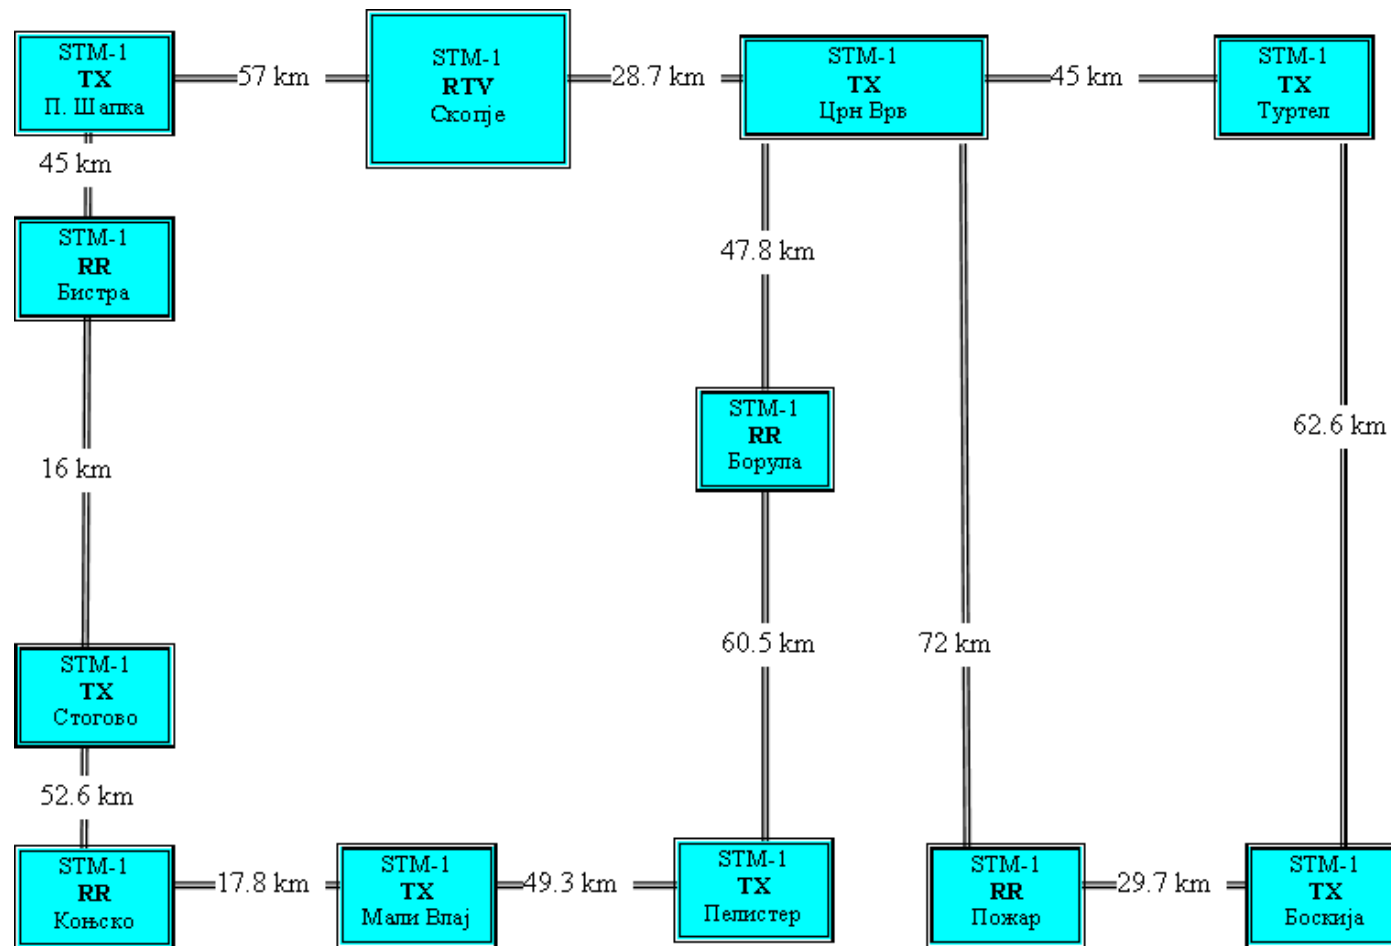 STM-1
TX
П. Шапка
57 km
STM-1
RTV
Скопје
28.7 km
STM-1
TX
Црн Врв
45 km
STM-1
TX
Туртел
45 km
STM-1
RR
Бистра
47.8 km
16 km
STM-1
RR
Борула
62.6 km
STM-1
TX
Стогово
60.5 km
72 km
52.6 km
STM-1
RR
Коњско
17.8 km
STM-1
TX
Мали Влај
49.3 km
STM-1
TX
Пелистер
STM-1
RR
Пожар
29.7 km
STM-1
TX
Боскија